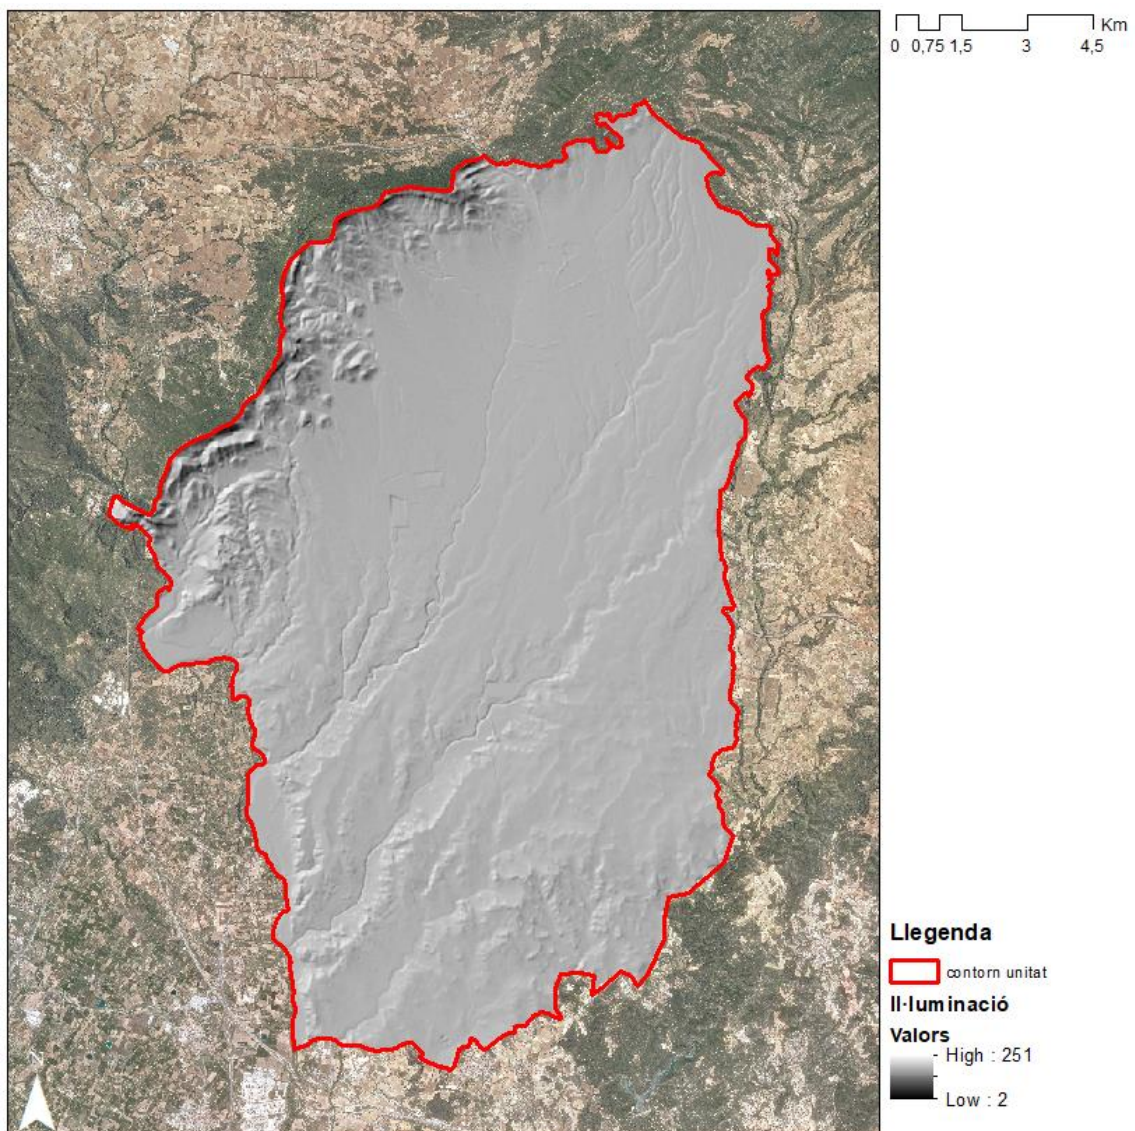 Km
0 0,75 1,5 3 4,5
Llegenda
contorn unitat
Il·luminació
Valors
High : 251
Low : 2